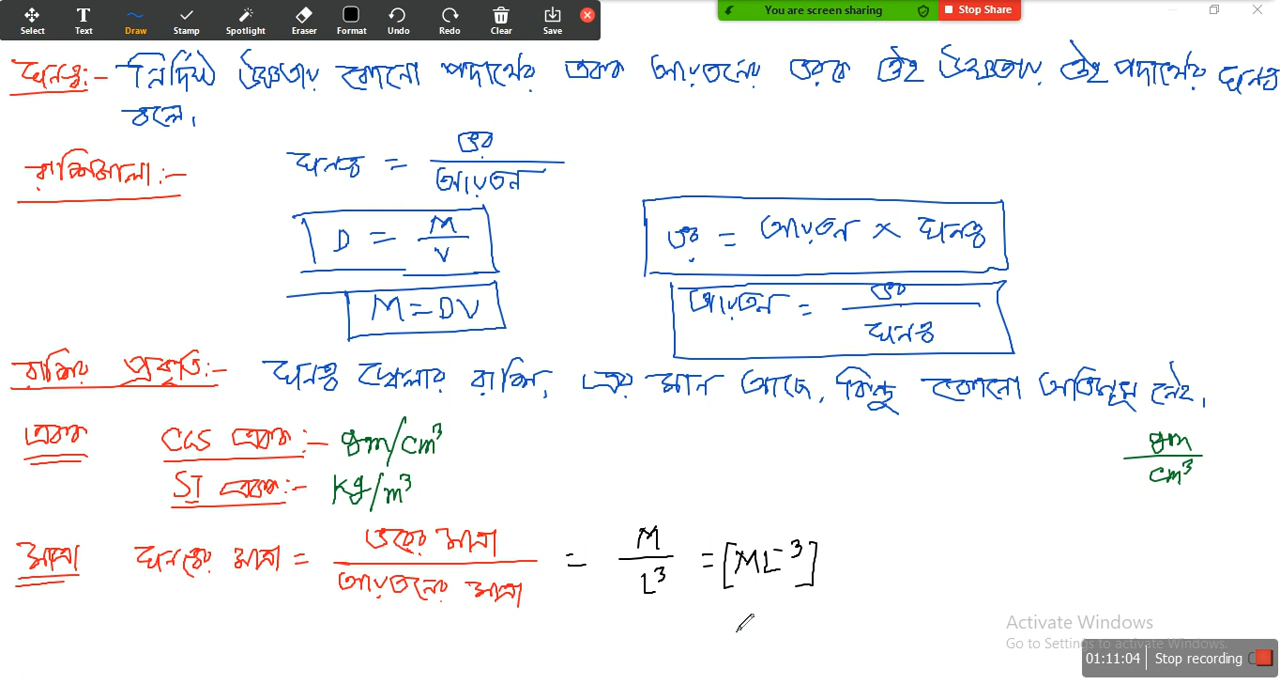 Select Text Draw Stamp Spotlight Eraser Format Undo Redo Clear Save
You are screen sharing Stop Share
ঘনত্ব:- নির্দিষ্ট উষ্ণতায় কোনো পদার্থের একক আয়তনের ভরকে ঐই উষ্ণতায় ঐই পদার্থের ঘনত্ব
বলে।
রাশিমালা:- ঘনত্ব = ভর / আয়তন
D = M / V
ভর = আয়তন × ঘনত্ব
M = DV
আয়তন = ভর / ঘনত্ব
রাশির প্রকৃতি:- ঘনত্ব স্কেলার রাশি, এর মান আছে, কিন্তু কোনো অভিমুখ নেই।
একক CGS একক:- gm/cm³
gm / cm³
SI একক:- kg/m³
মাত্রা ঘনত্বের মাত্রা = ভরের মাত্রা / আয়তনের মাত্রা = M / L³ = [ML⁻³]
Activate Windows
Go to Settings to activate Windows.
01:11:04 Stop recording